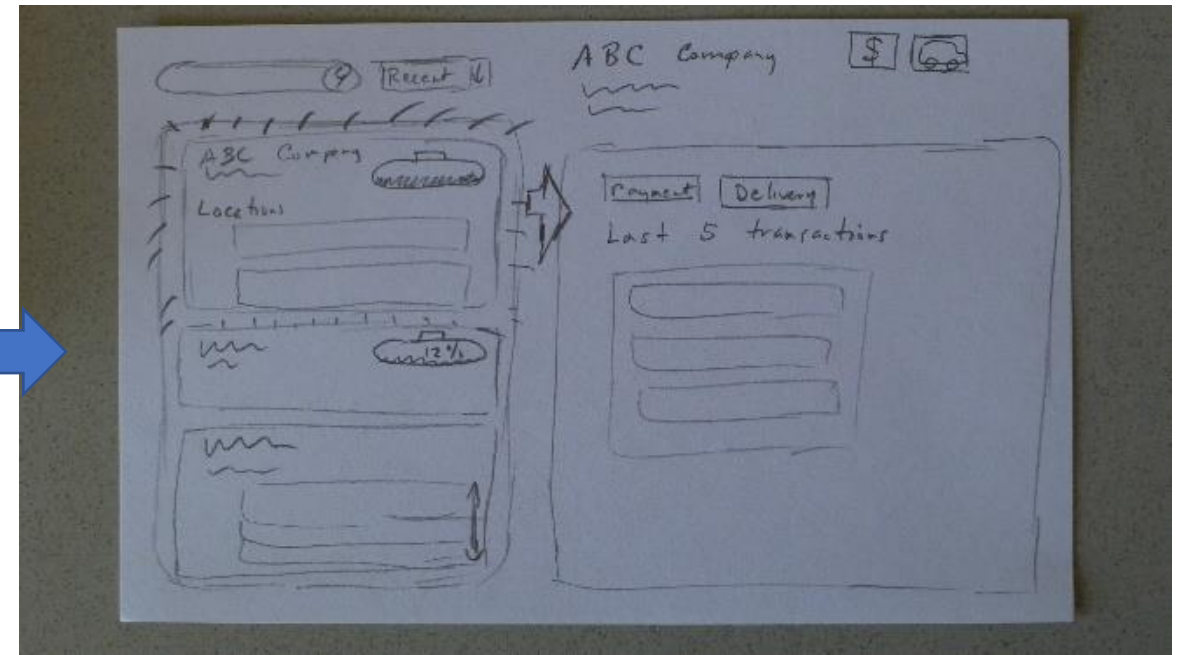 Recent
ABC Company
Locations
12%
ABC Company
$
Payment
Delivery
Last 5 transactions